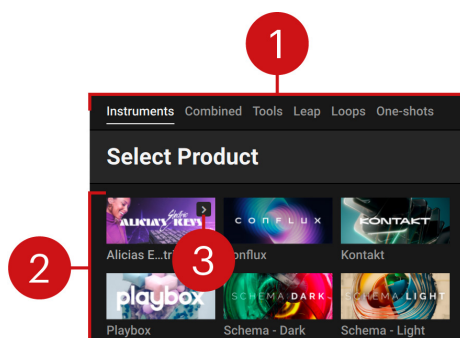 1
Instruments Combined Tools Leap Loops One-shots
Select Product
2
ALICIA'S KEYS
CONFLUX
KONTAKT
3
Alicias E...tr
onflux
Kontakt
playbox
SCHEMA: DARK
SCHEMA: LIGHT
Playbox
Schema - Dark
Schema - Light